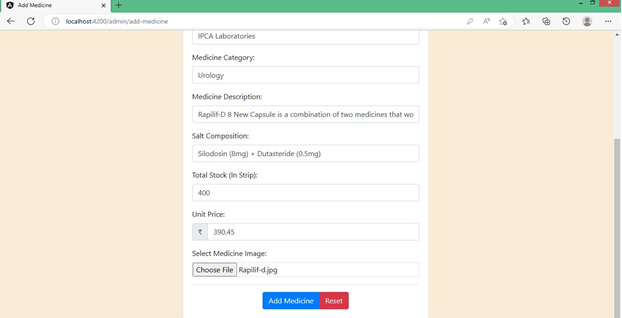 Add Medicine
localhost:4200/admin/add-medicine
IPCA Laboratories
Medicine Category:
Urology
Medicine Description:
Rapilif-D 8 New Capsule is a combination of two medicines that wo
Salt Composition:
Silodosin (8mg) + Dutasteride (0.5mg)
Total Stock (In Strip):
400
Unit Price:
₹ 390.45
Select Medicine Image:
Choose File Rapilif-d.jpg
Add Medicine Reset